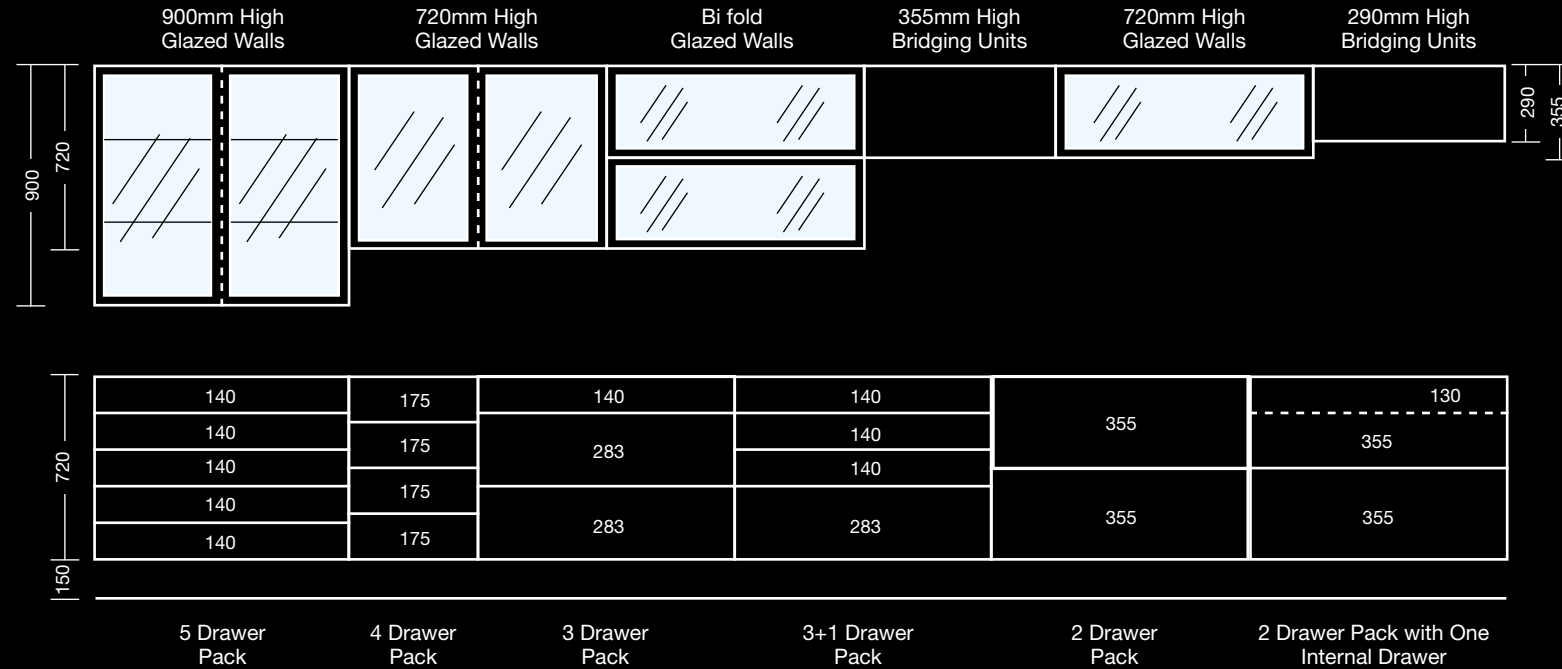 900mm High
Glazed Walls
720mm High
Glazed Walls
Bi fold
Glazed Walls
355mm High
Bridging Units
720mm High
Glazed Walls
290mm High
Bridging Units
900
720
290
355
720
150
140
140
140
140
140
175
175
175
175
140
283
283
140
140
140
283
355
355
130
355
355
5 Drawer
Pack
4 Drawer
Pack
3 Drawer
Pack
3+1 Drawer
Pack
2 Drawer
Pack
2 Drawer Pack with One
Internal Drawer